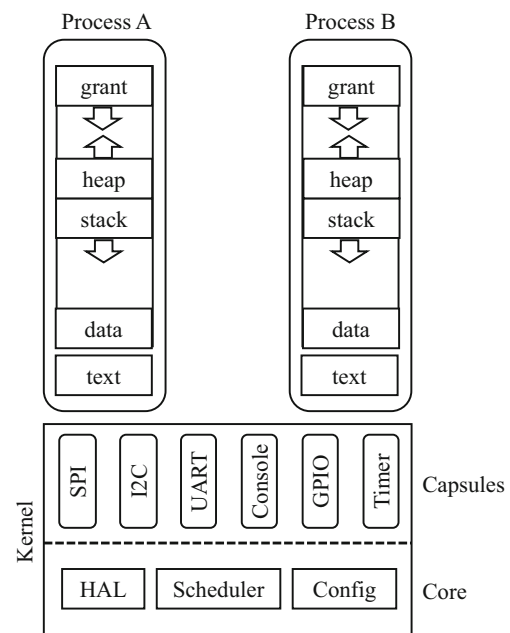 Process A
Process B
grant
heap
stack
data
text
grant
heap
stack
data
text
Kernel
SPI
I2C
UART
Console
GPIO
Timer
Capsules
HAL
Scheduler
Config
Core